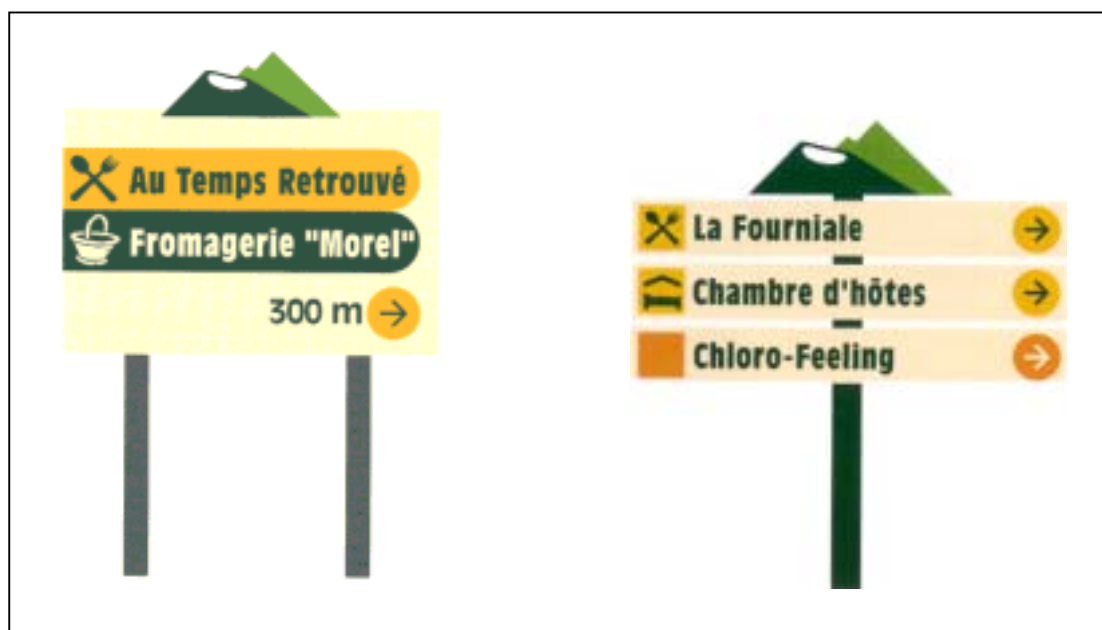 Au Temps Retrouvé
Fromagerie "Morel"
300 m
La Fourniale
Chambre d'hôtes
Chloro-Feeling